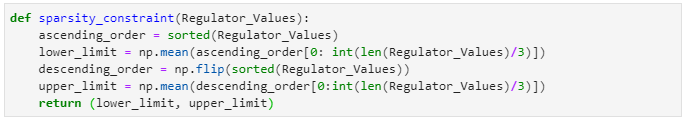 def sparsity_constraint(Regulator_Values):
    ascending_order = sorted(Regulator_Values)
    lower_limit = np.mean(ascending_order[0: int(len(Regulator_Values)/3)])
    descending_order = np.flip(sorted(Regulator_Values))
    upper_limit = np.mean(descending_order[0:int(len(Regulator_Values)/3)])
    return (lower_limit, upper_limit)